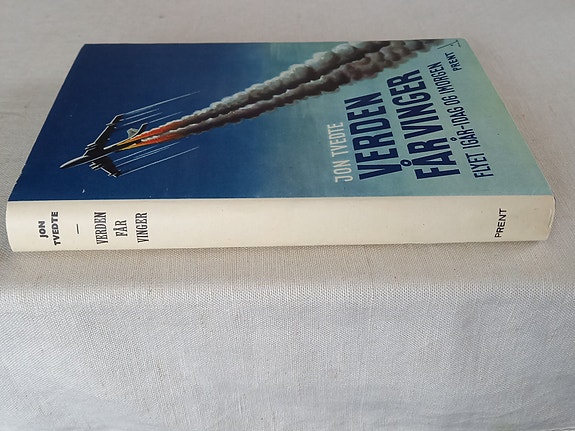 JON TVEDTE
VERDEN
FÅR VINGER
FLYET IGÅR-IDAG OG IMORGEN
PRENT
JON
TVEDTE
—
VERDEN
FÅR
VINGER
PRENT